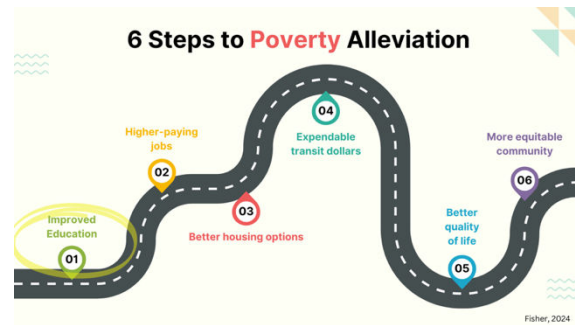 6 Steps to Poverty Alleviation
Improved
Education
01
Higher-paying
jobs
02
03
Better housing options
04
Expendable
transit dollars
Better
quality
of life
05
More equitable
community
06
Fisher, 2024